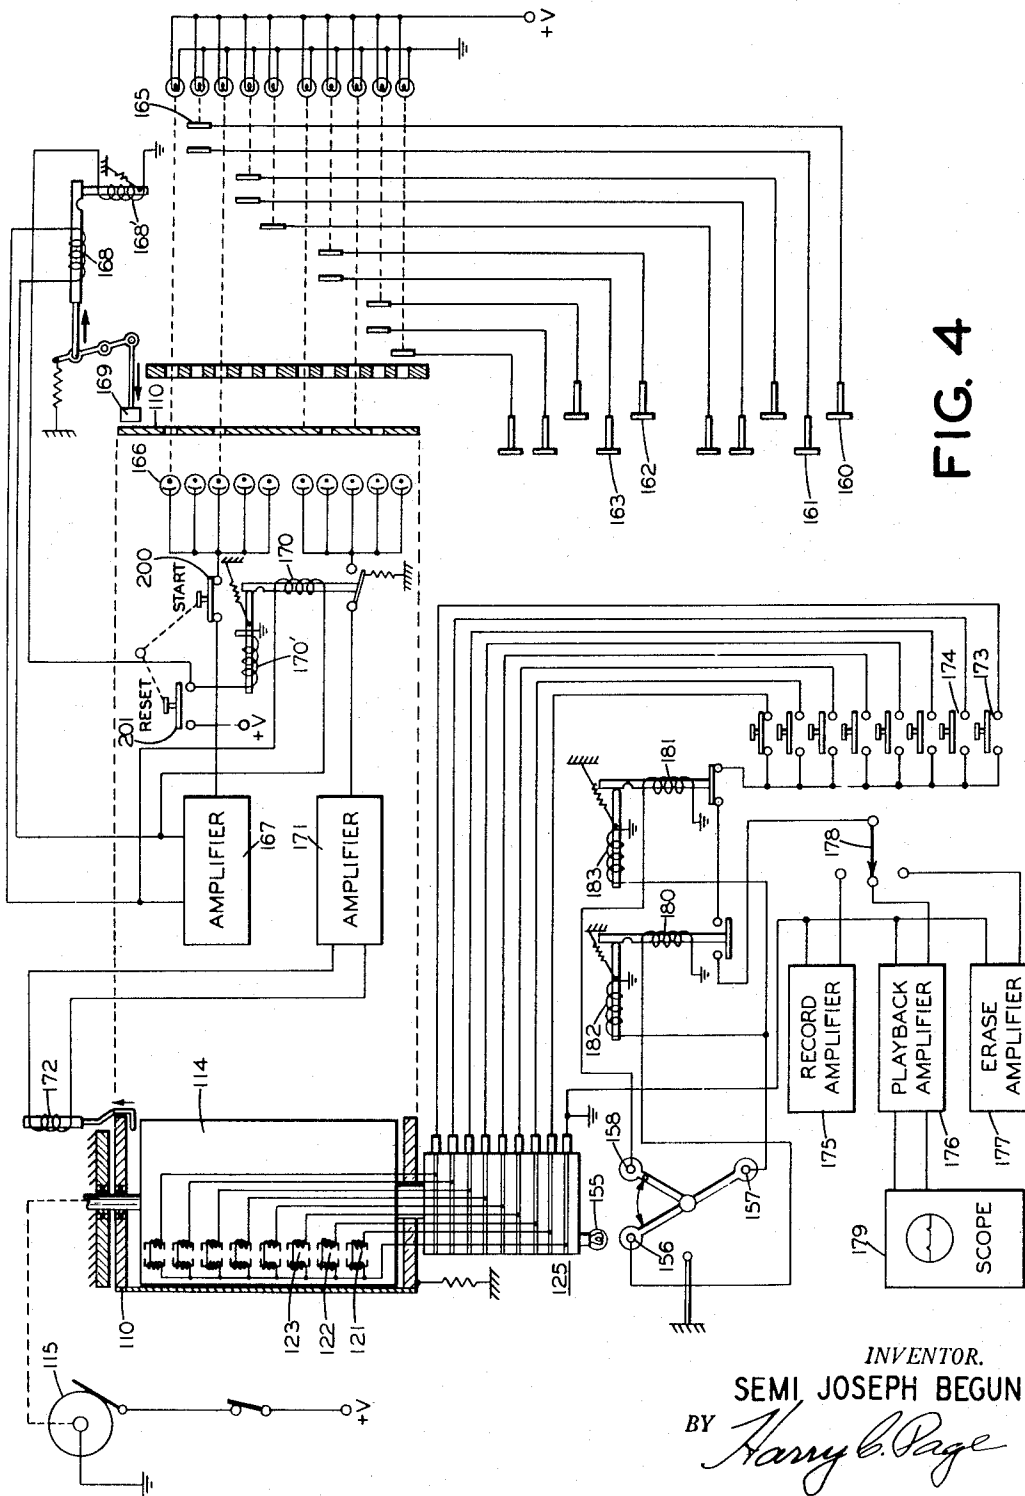 +V
165
168'
168
169
110
166
200
START
170
170'
RESET
201
+V
AMPLIFIER
167
AMPLIFIER
171
172
114
110
123
122
121
115
+V
125
155
160
161
162
163
FIG. 4
174
173
181
183
180
182
178
158
157
156
RECORD
AMPLIFIER
175
PLAYBACK
AMPLIFIER
176
ERASE
AMPLIFIER
177
179
SCOPE
INVENTOR.
SEMI JOSEPH BEGUN
BY Harry C. Page